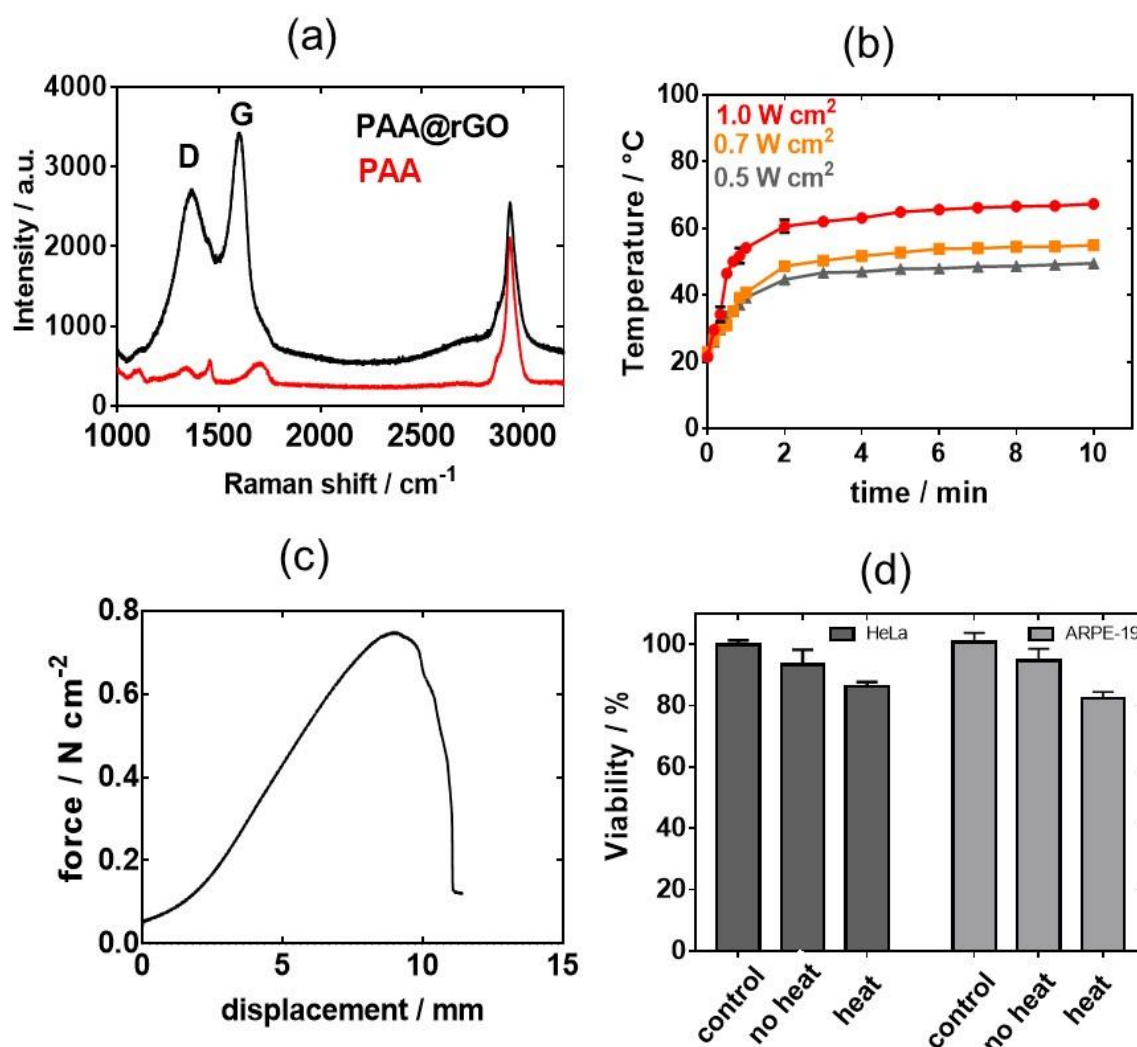 (a)
4000
3000
2000
1000
0
Intensity / a.u.
D
G
PAA@rGO
PAA
1000
1500
2000
2500
3000
Raman shift / cm-1
(b)
100
80
60
40
20
0
Temperature / °C
1.0 W cm2
0.7 W cm2
0.5 W cm2
0
2
4
6
8
10
time / min
(c)
0.8
0.6
0.4
0.2
0.0
force / N cm-2
0
5
10
15
displacement / mm
(d)
100
80
60
40
20
0
Viability / %
HeLa
ARPE-19
control
no heat
heat
control
no heat
heat